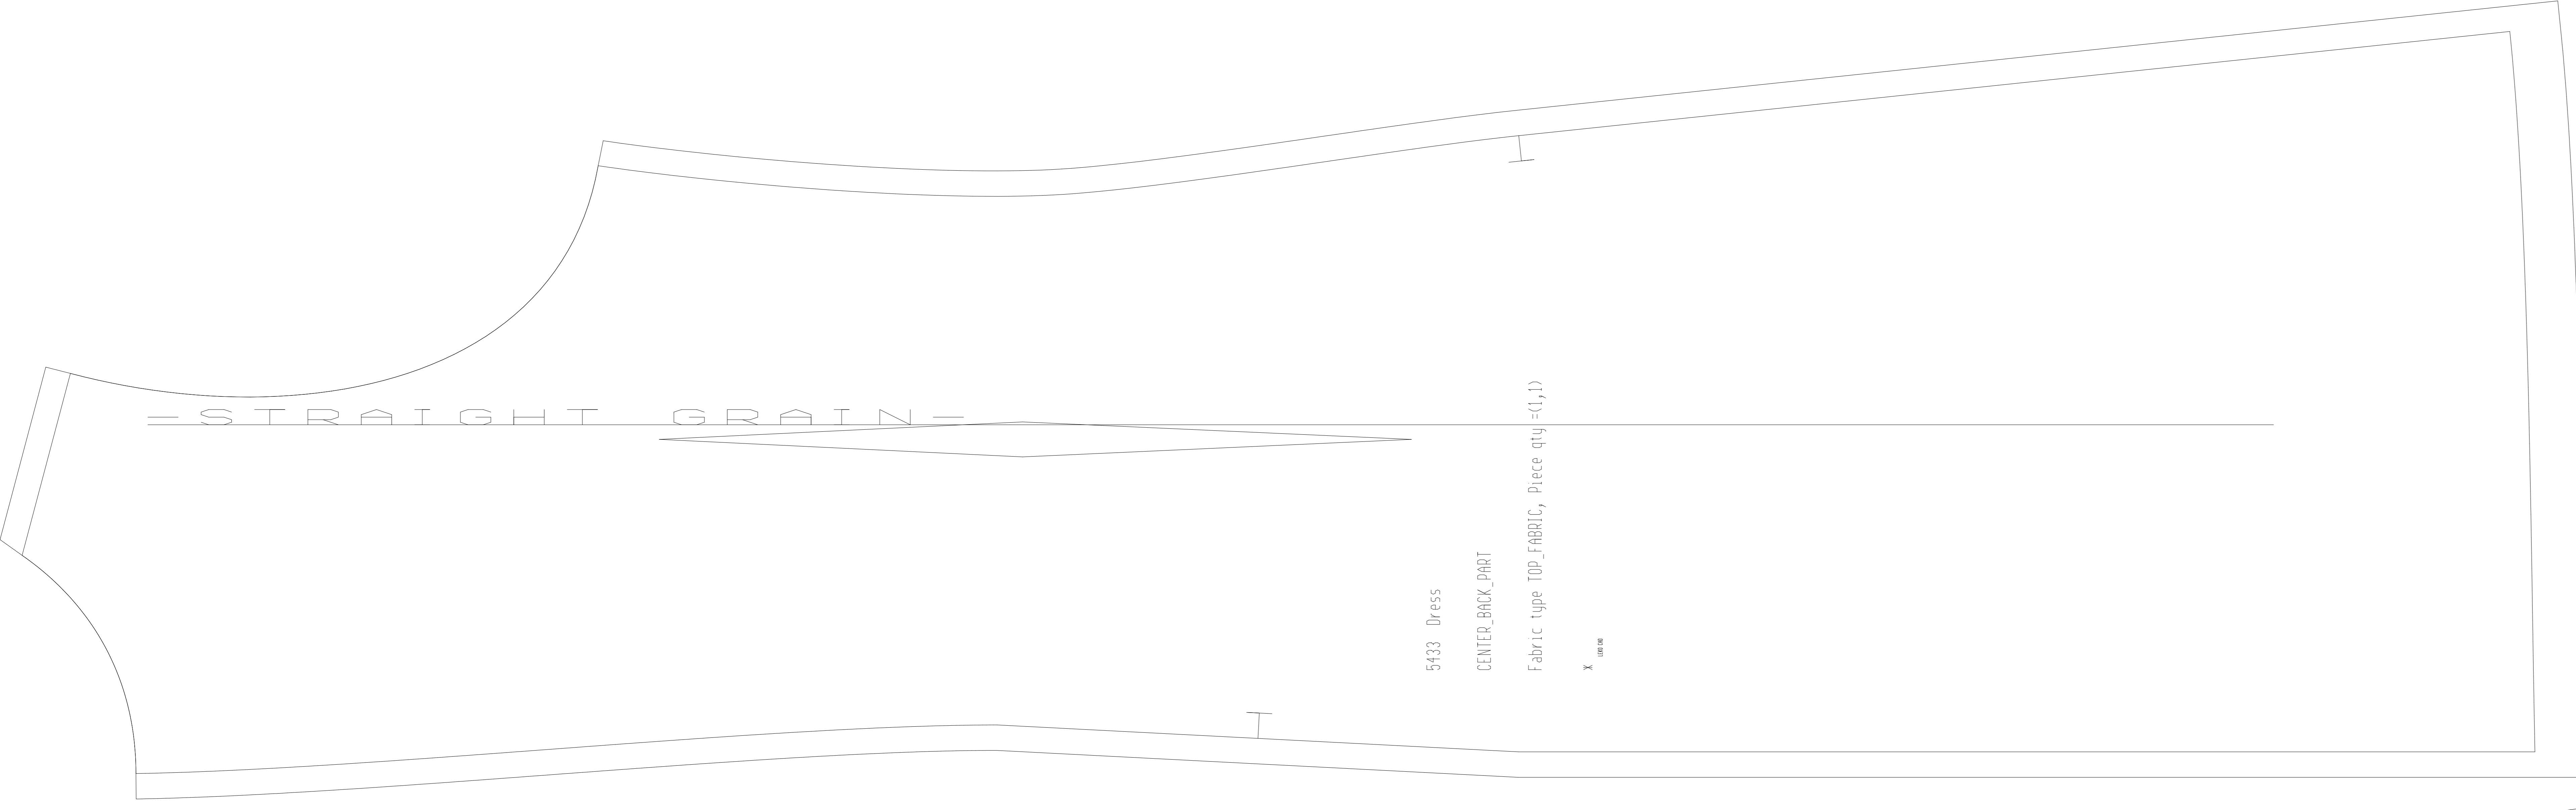 -STRAIGHT GRAIN-
5433 Dress
CENTER_BACK_PART
Fabric type TOP_FABRIC, Piece qty=(1,1)
X